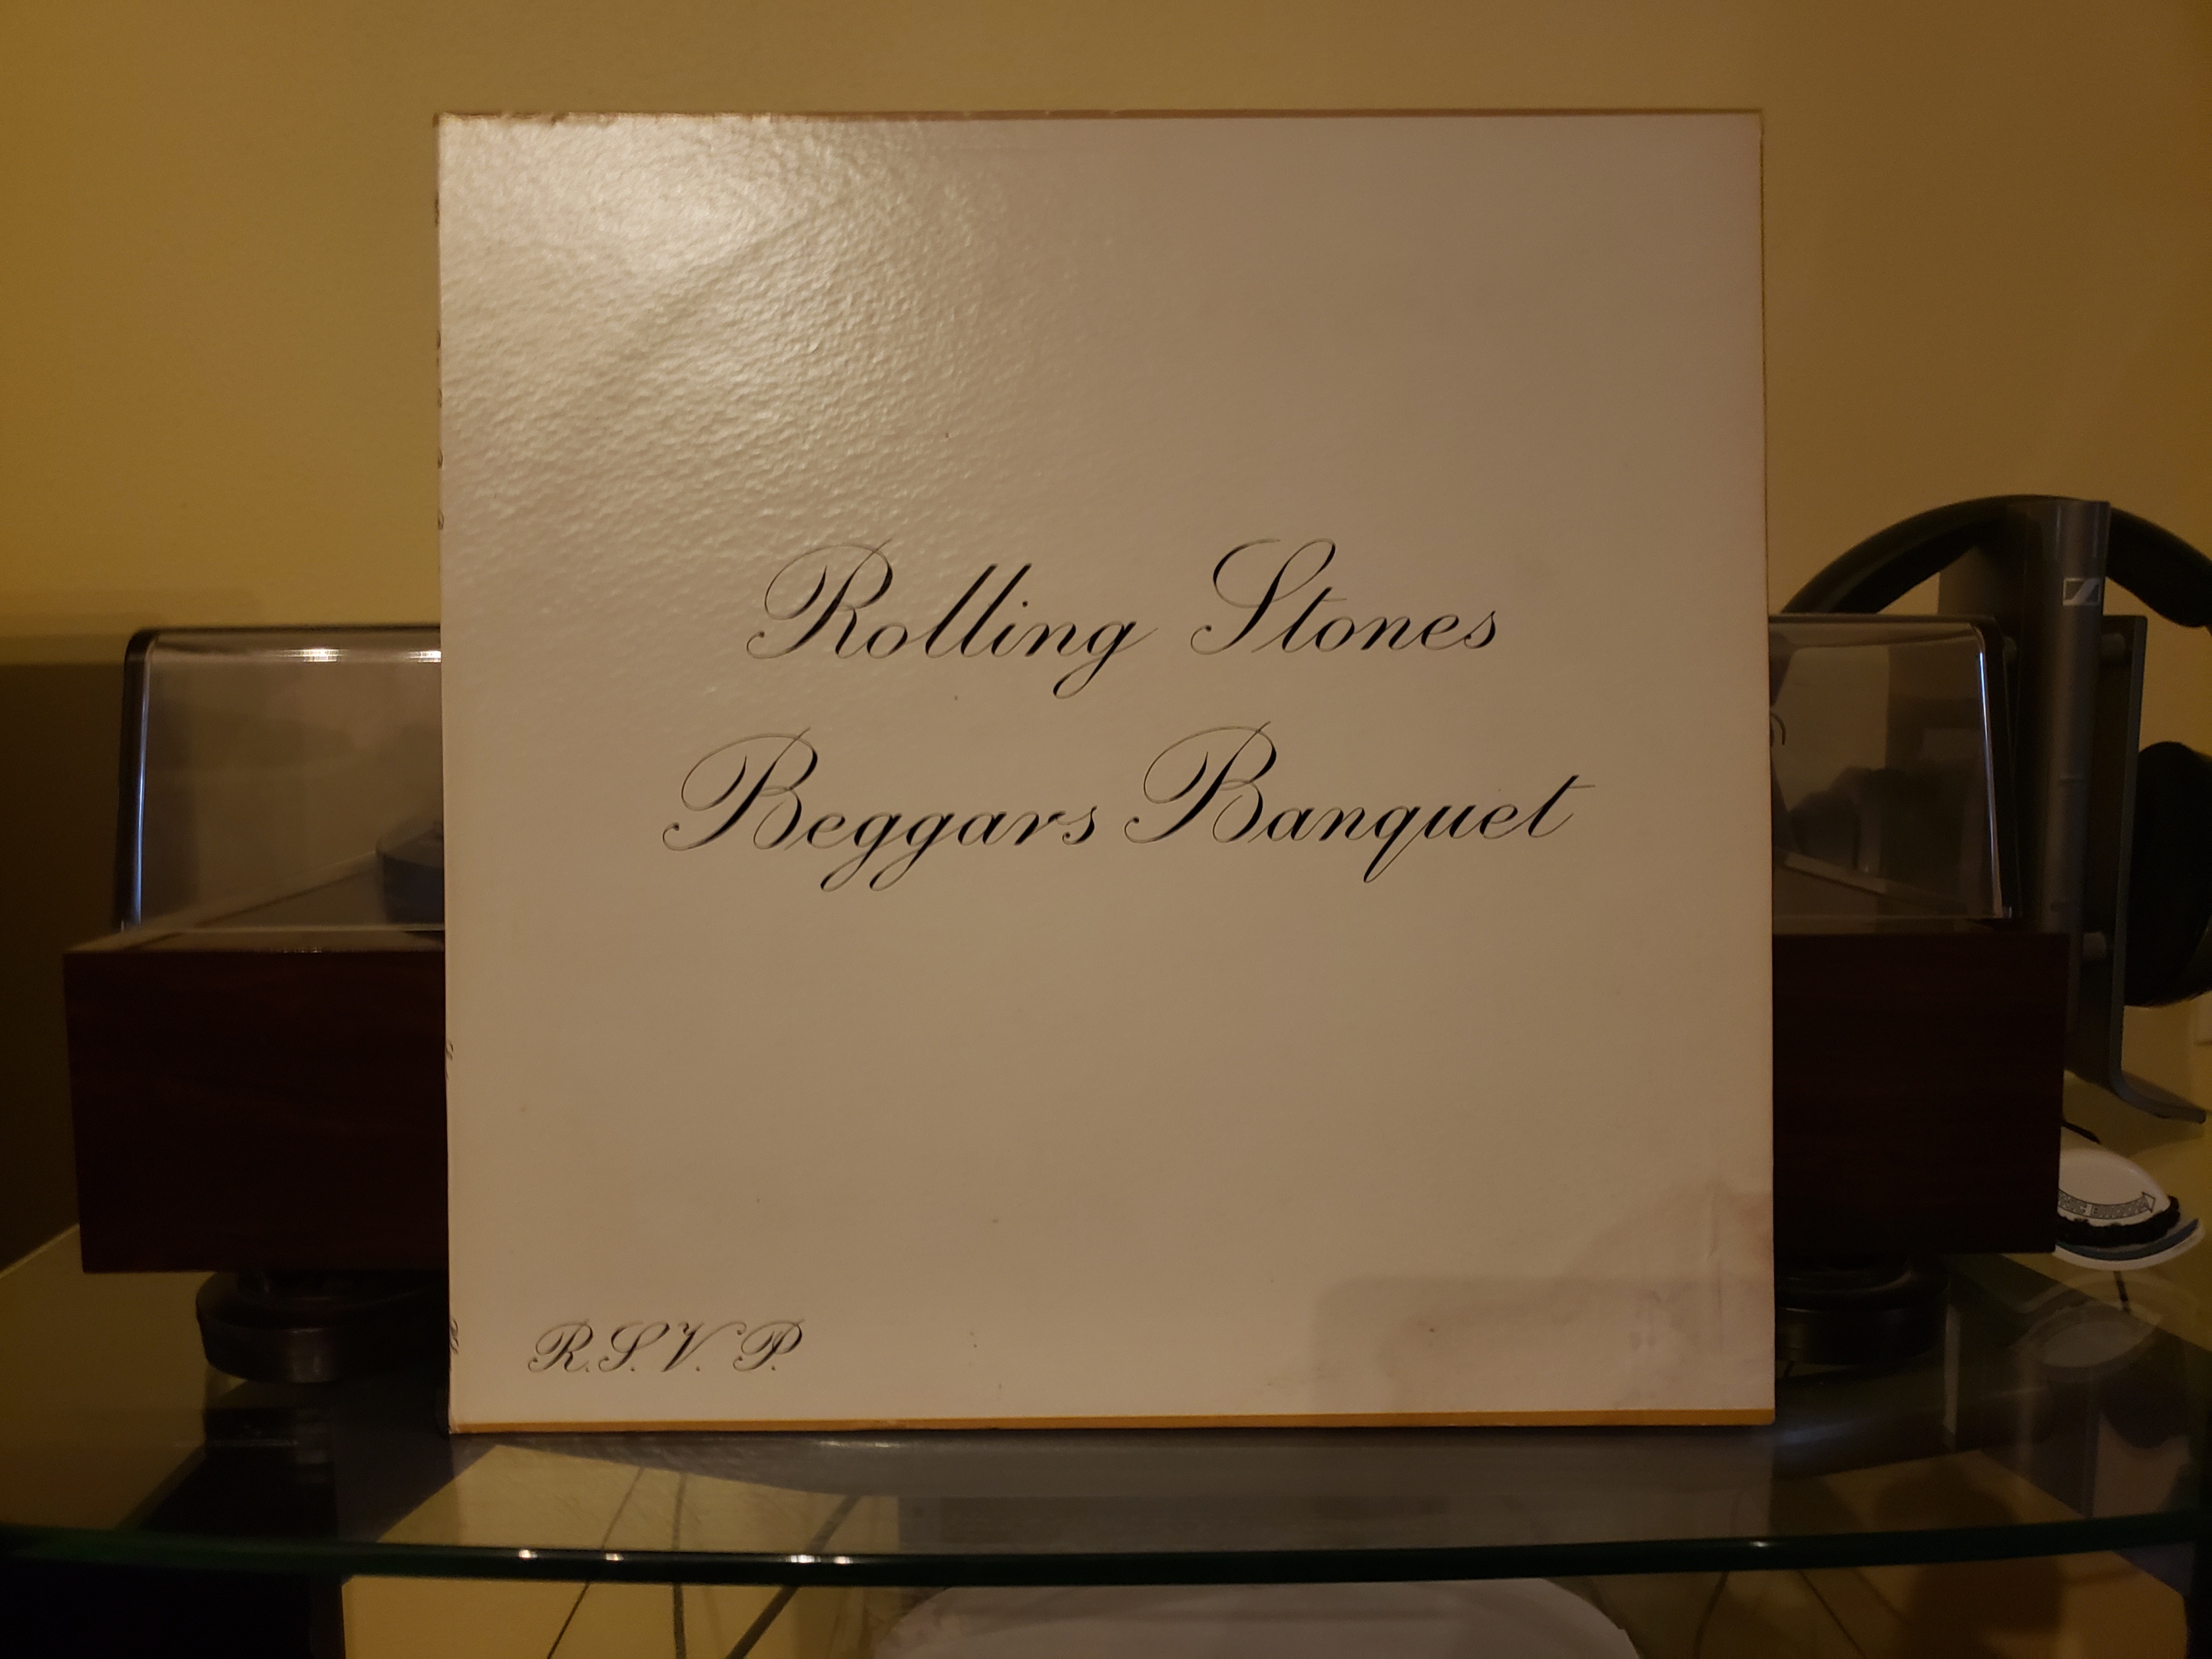 Rolling Stones
Beggars Banquet
R.S.V.P.